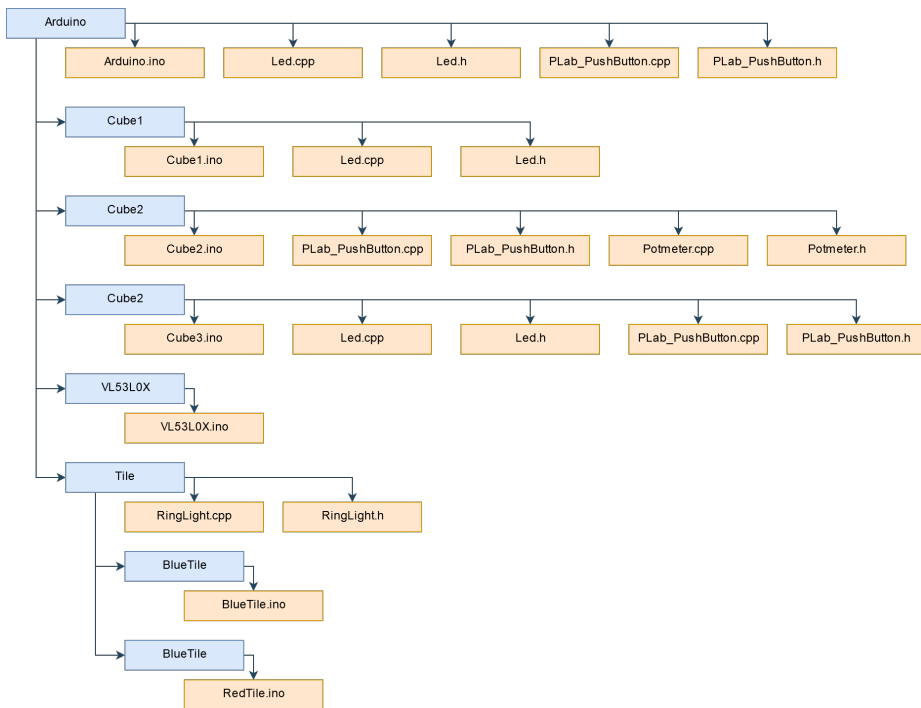 Arduino
Arduino.ino Led.cpp Led.h PLab_PushButton.cpp PLab_PushButton.h
Cube1
Cube1.ino Led.cpp Led.h
Cube2
Cube2.ino PLab_PushButton.cpp PLab_PushButton.h Potmeter.cpp Potmeter.h
Cube2
Cube3.ino Led.cpp Led.h PLab_PushButton.cpp PLab_PushButton.h
VL53L0X
VL53L0X.ino
Tile
RingLight.cpp RingLight.h
BlueTile
BlueTile.ino
BlueTile
RedTile.ino